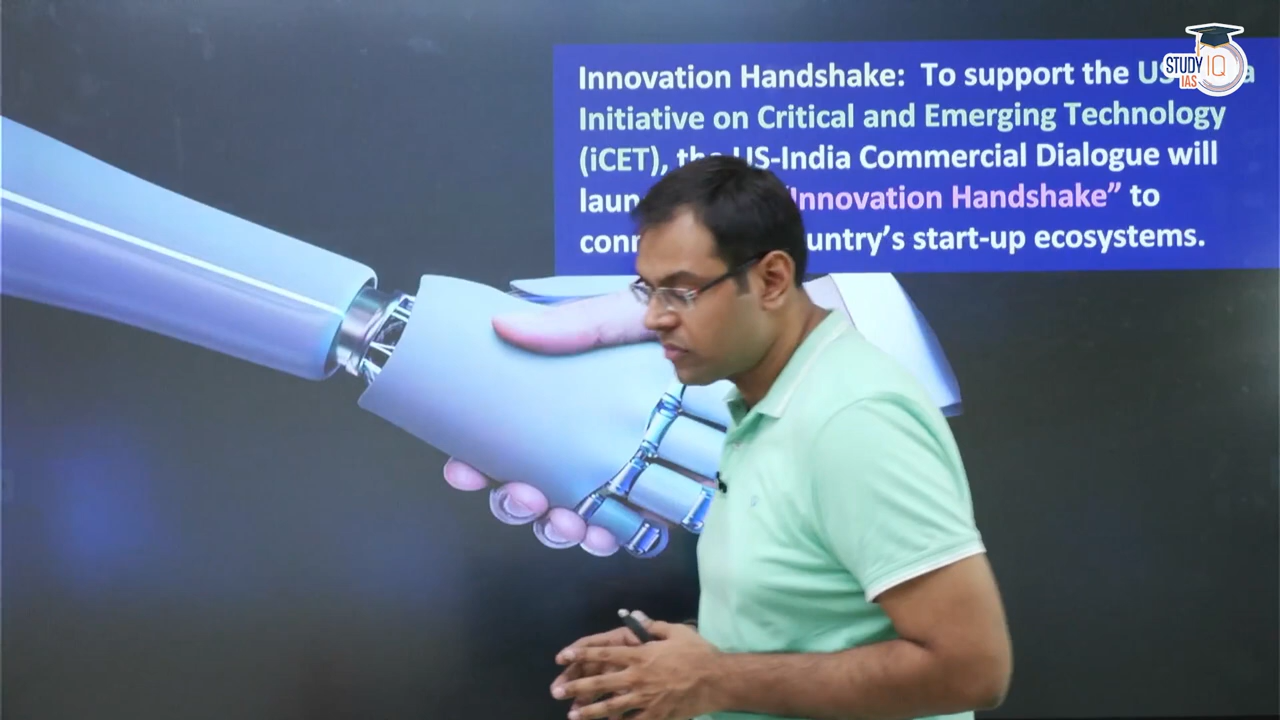 Innovation Handshake: To support the US
Initiative on Critical and Emerging Technology
(iCET), the US-India Commercial Dialogue will
“Innovation Handshake” to
start-up ecosystems.
STUDY IQ
IAS